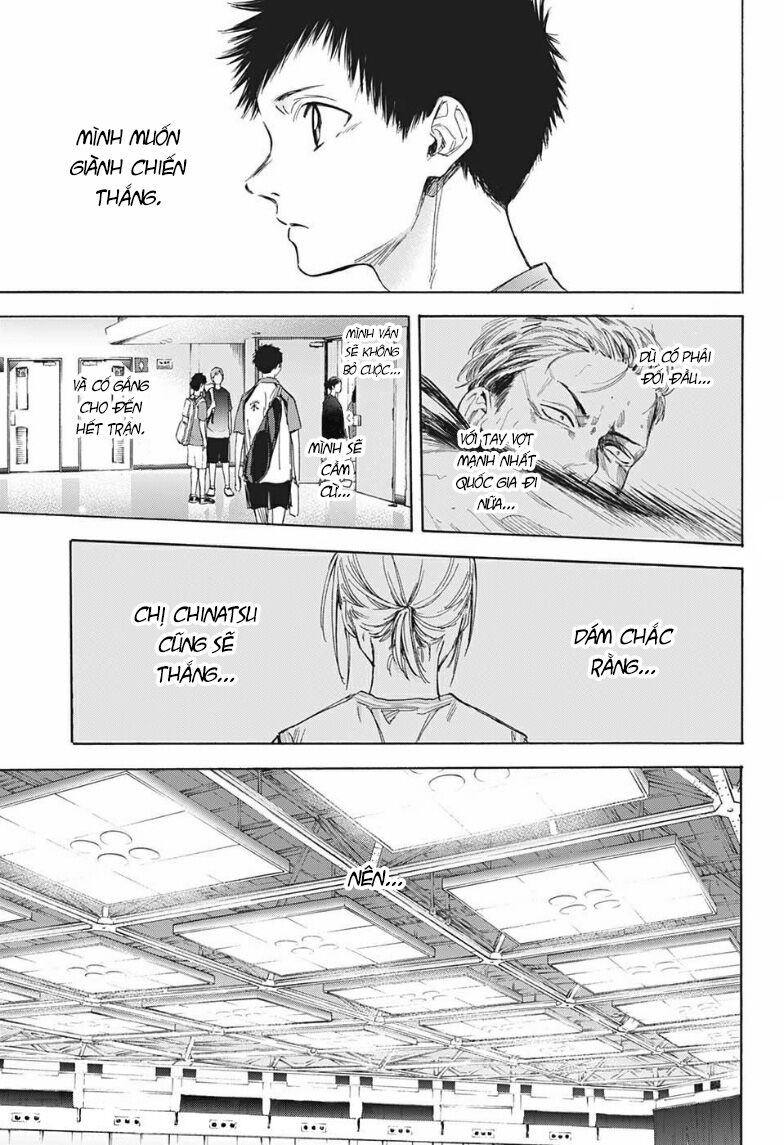 MÌNH MUỐN
GIÀNH CHIẾN
THẮNG.
DÙ CÓ PHẢI
ĐỐI ĐẦU...
VỚI TAY VỢT
MẠNH NHẤT
QUỐC GIA ĐI
NỮA...
MÌNH VẪN
SẼ KHÔNG
BỎ CUỘC...
MÌNH SẼ
CẦM
CỰ...
VÀ CỐ GẮNG
CHO ĐẾN
HẾT TRẬN.
DÁM CHẮC
RẰNG...
CHỊ CHINATSU
CŨNG SẼ
THẮNG...
NÊN...